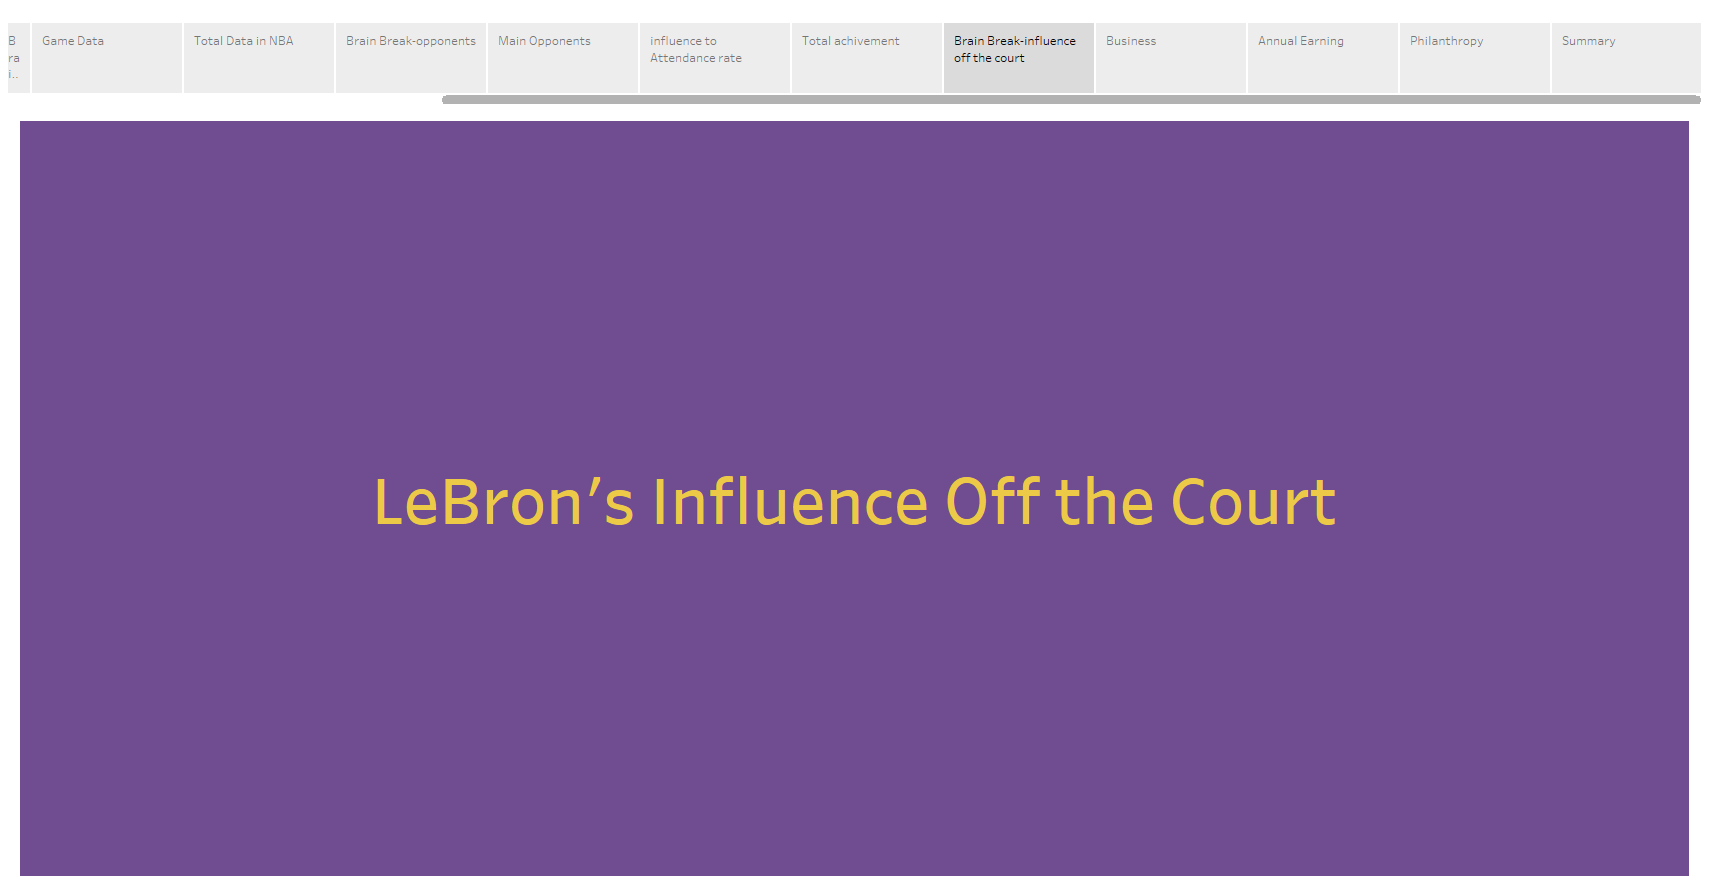 B
ra
i..
Game Data
Total Data in NBA
Brain Break-opponents
Main Opponents
influence to
Attendance rate
Total achivement
Brain Break-influence
off the court
Business
Annual Earning
Philanthropy
Summary
LeBron’s Influence Off the Court